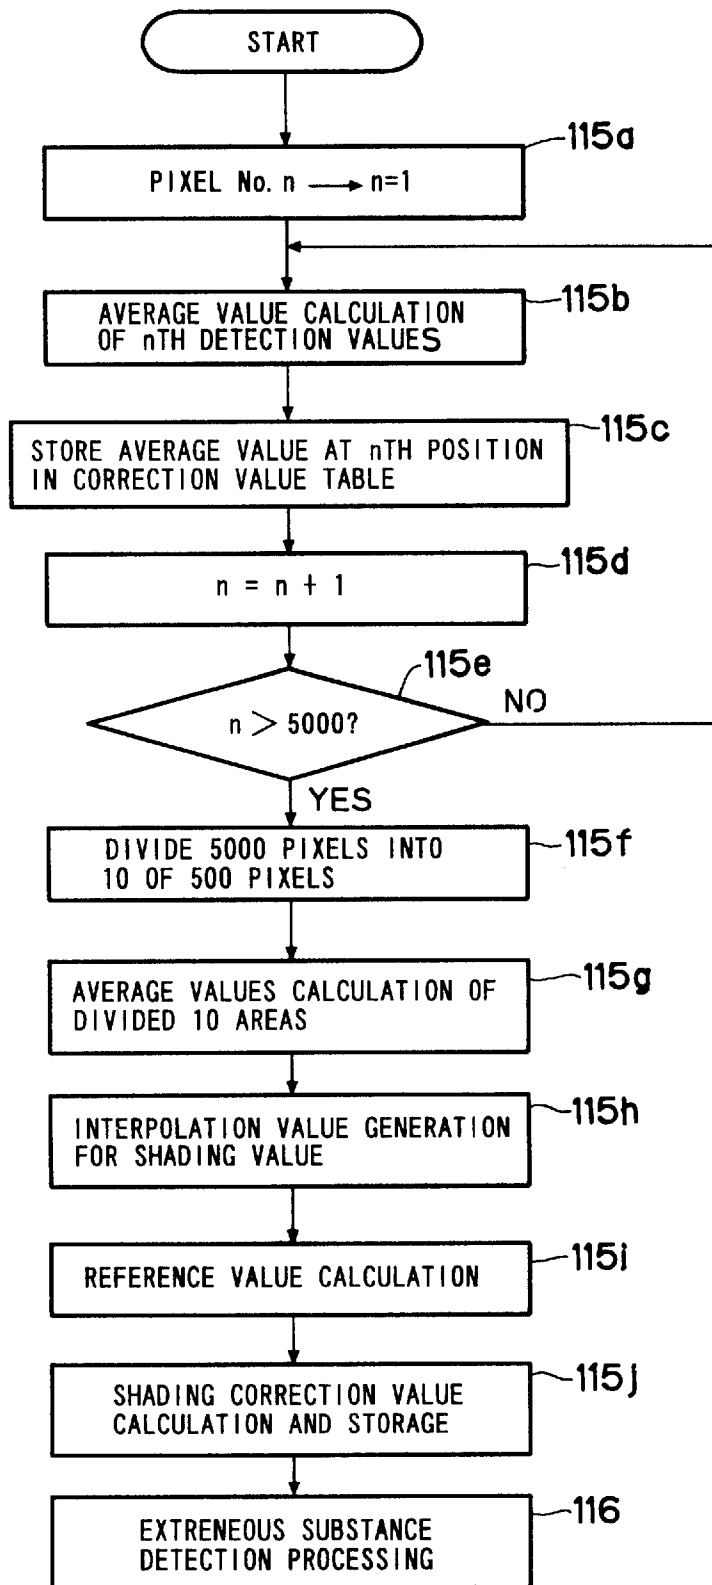 START
115a
PIXEL No. n → n=1
115b
AVERAGE VALUE CALCULATION
OF nTH DETECTION VALUES
115c
STORE AVERAGE VALUE AT nTH POSITION
IN CORRECTION VALUE TABLE
115d
n = n + 1
115e
n > 5000?
NO
YES
115f
DIVIDE 5000 PIXELS INTO
10 OF 500 PIXELS
115g
AVERAGE VALUES CALCULATION OF
DIVIDED 10 AREAS
115h
INTERPOLATION VALUE GENERATION
FOR SHADING VALUE
115i
REFERENCE VALUE CALCULATION
115j
SHADING CORRECTION VALUE
CALCULATION AND STORAGE
116
EXTRENEOUS SUBSTANCE
DETECTION PROCESSING